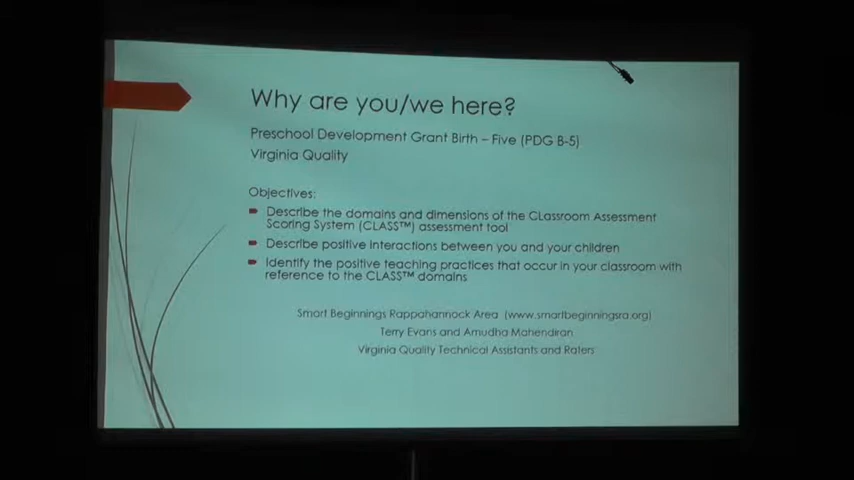 Why are you/we here?
Preschool Development Grant Birth – Five (PDG B-5)
Virginia Quality
Objectives:
Describe the domains and dimensions of the CLassroom Assessment
Scoring System (CLASS™) assessment tool
Describe positive interactions between you and your children
Identify the positive teaching practices that occur in your classroom with
reference to the CLASS™ domains
Smart Beginnings Rappahannock Area (www.smartbeginningsra.org)
Terry Evans and Amudha Mahendiran
Virginia Quality Technical Assistants and Raters